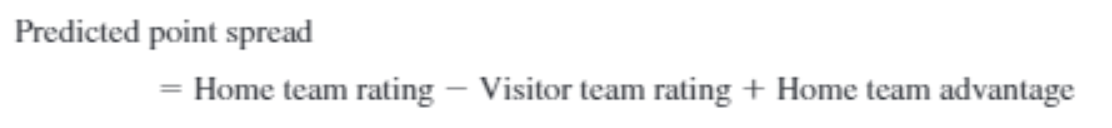 Predicted point spread
= Home team rating − Visitor team rating + Home team advantage